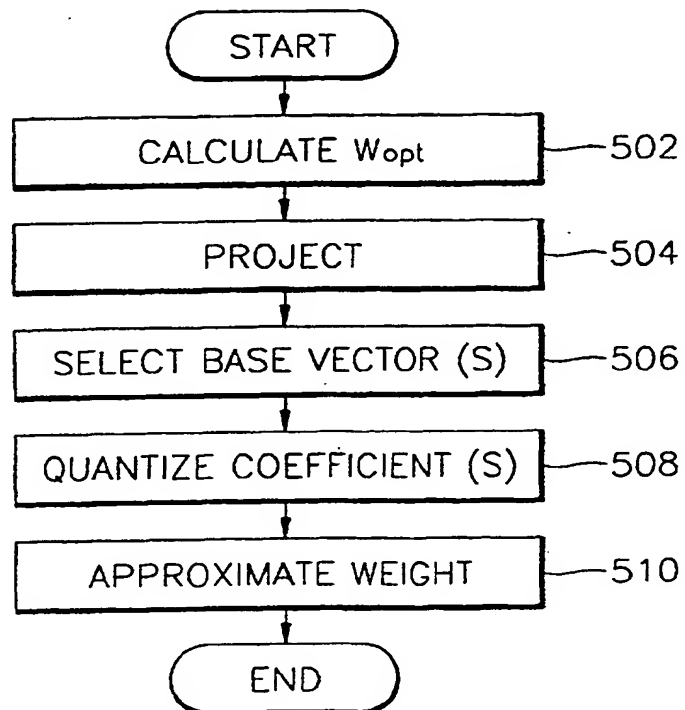 START
CALCULATE Wopt
502
PROJECT
504
SELECT BASE VECTOR (S)
506
QUANTIZE COEFFICIENT (S)
508
APPROXIMATE WEIGHT
510
END